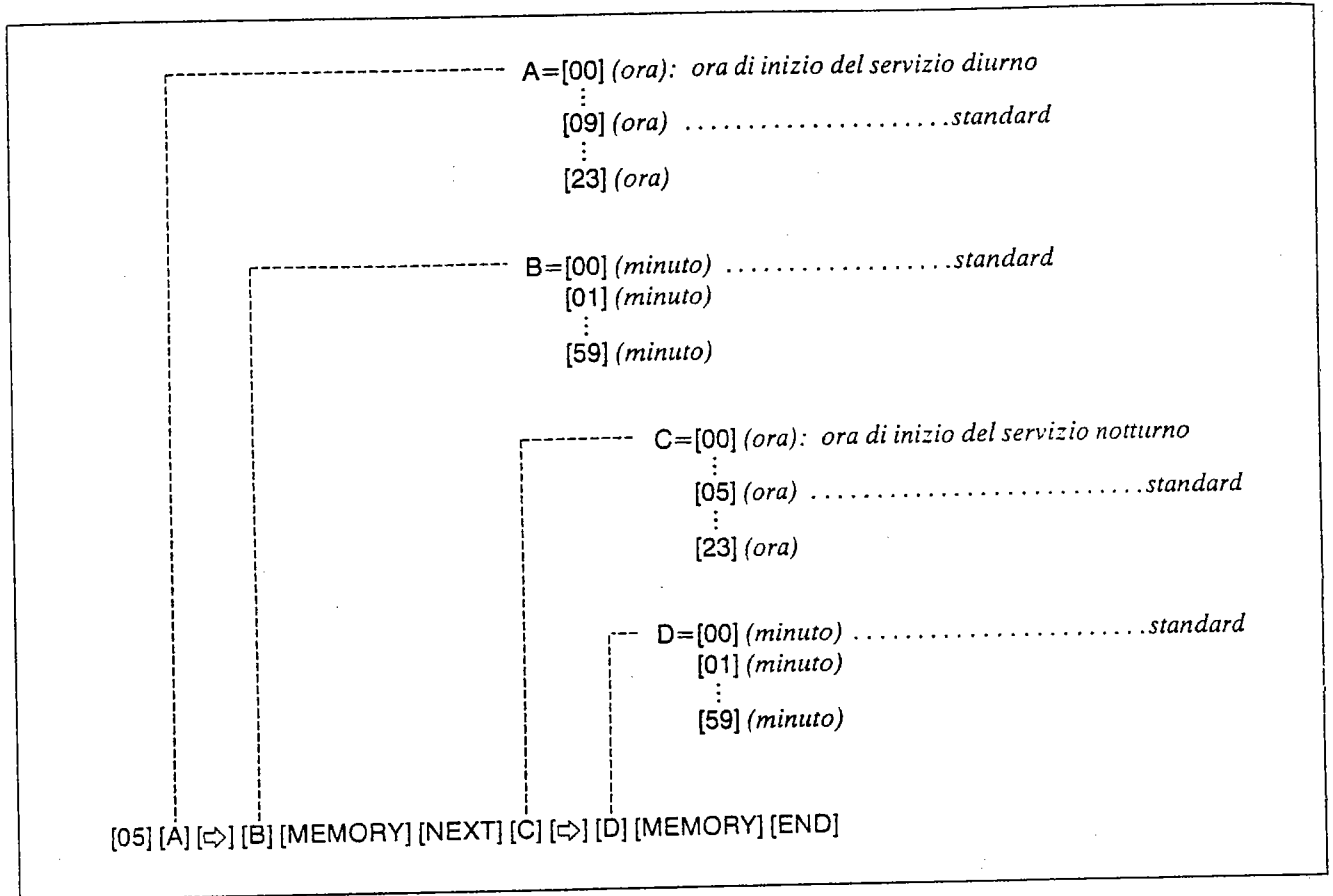 A=[00] (ora): ora di inizio del servizio diurno
⋮
[09] (ora) .....................standard
⋮
[23] (ora)
B=[00] (minuto) ..................standard
[01] (minuto)
⋮
[59] (minuto)
C=[00] (ora): ora di inizio del servizio notturno
⋮
[05] (ora) ..........................standard
⋮
[23] (ora)
D=[00] (minuto) .......................standard
[01] (minuto)
⋮
[59] (minuto)
[05] [A] [⇨] [B] [MEMORY] [NEXT] [C] [⇨] [D] [MEMORY] [END]